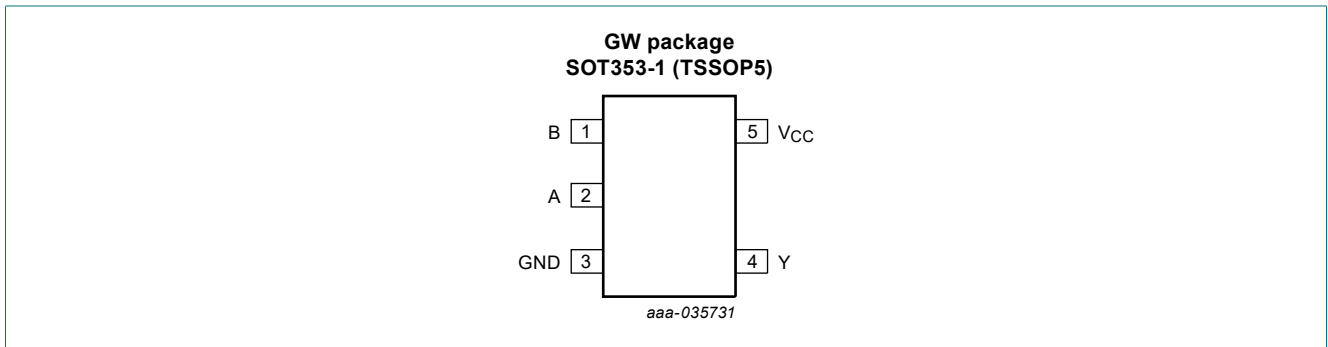 GW package
SOT353-1 (TSSOP5)
B 1 5 VCC
A 2
GND 3 4 Y
aaa-035731